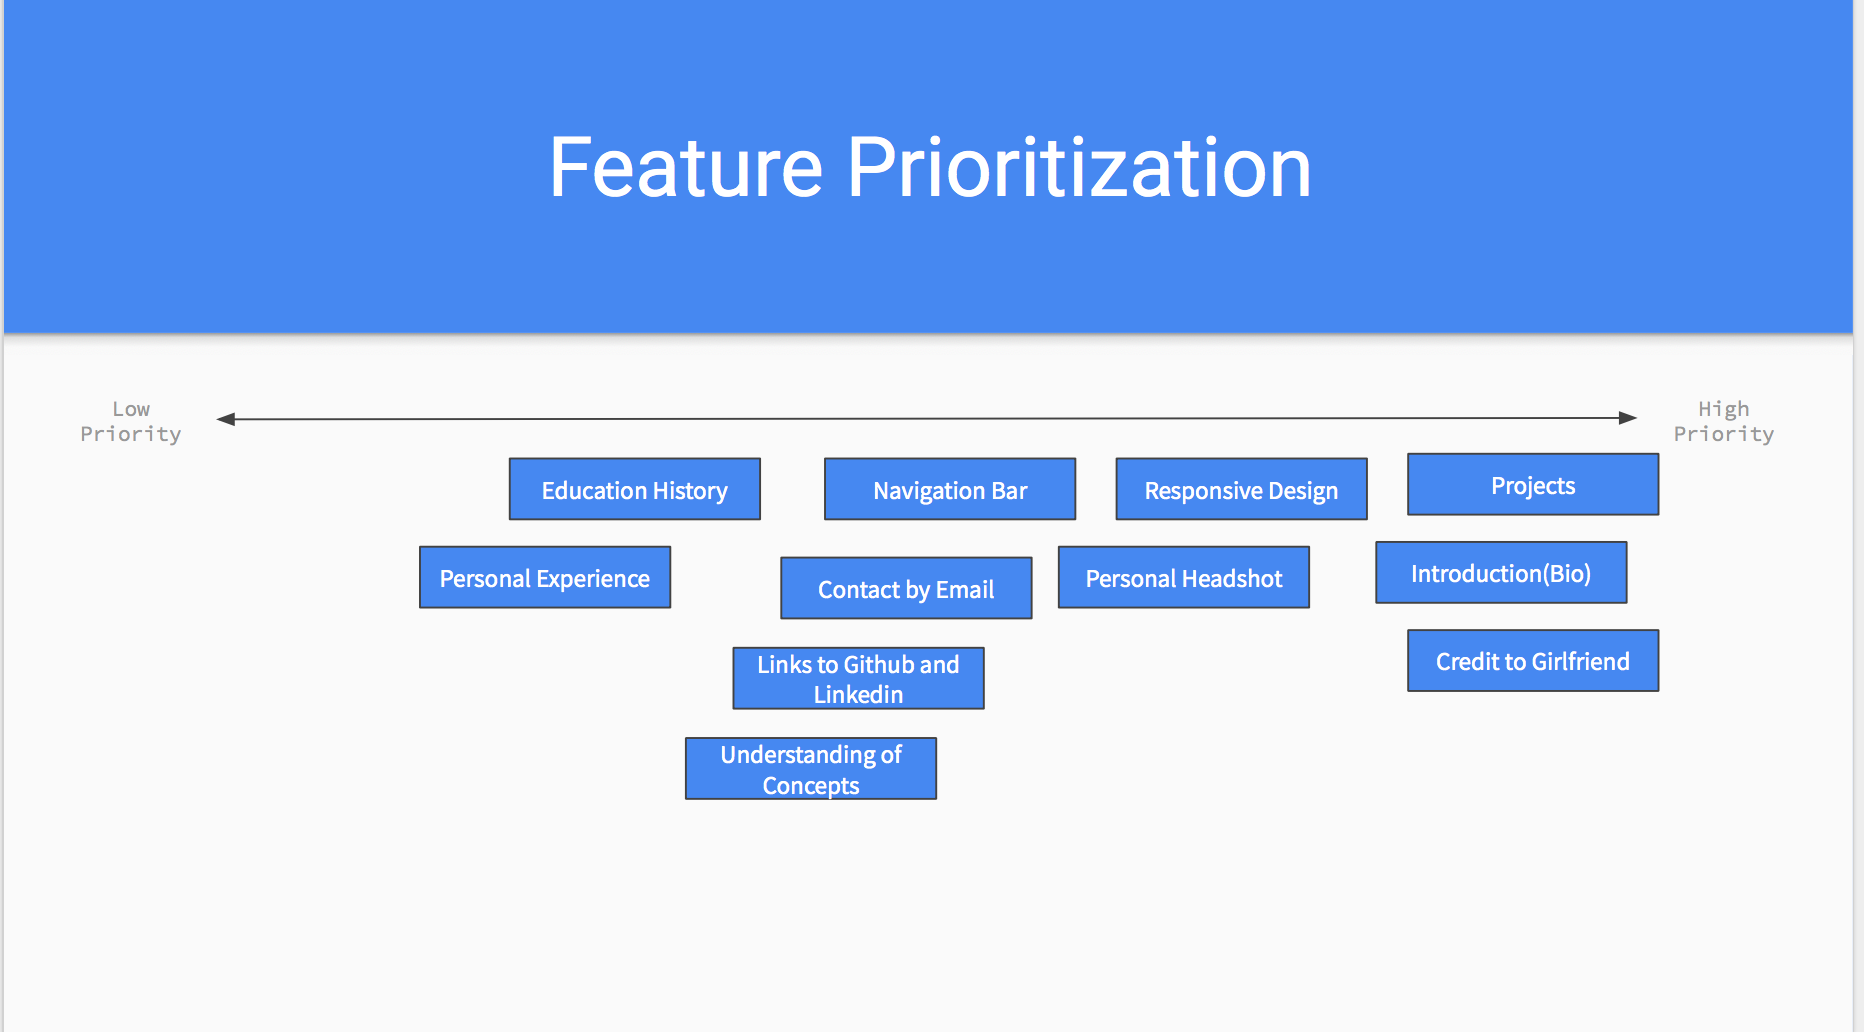 Feature Prioritization
Low
Priority
High
Priority
Education History
Navigation Bar
Responsive Design
Projects
Personal Experience
Contact by Email
Personal Headshot
Introduction(Bio)
Links to Github and
Linkedin
Credit to Girlfriend
Understanding of
Concepts